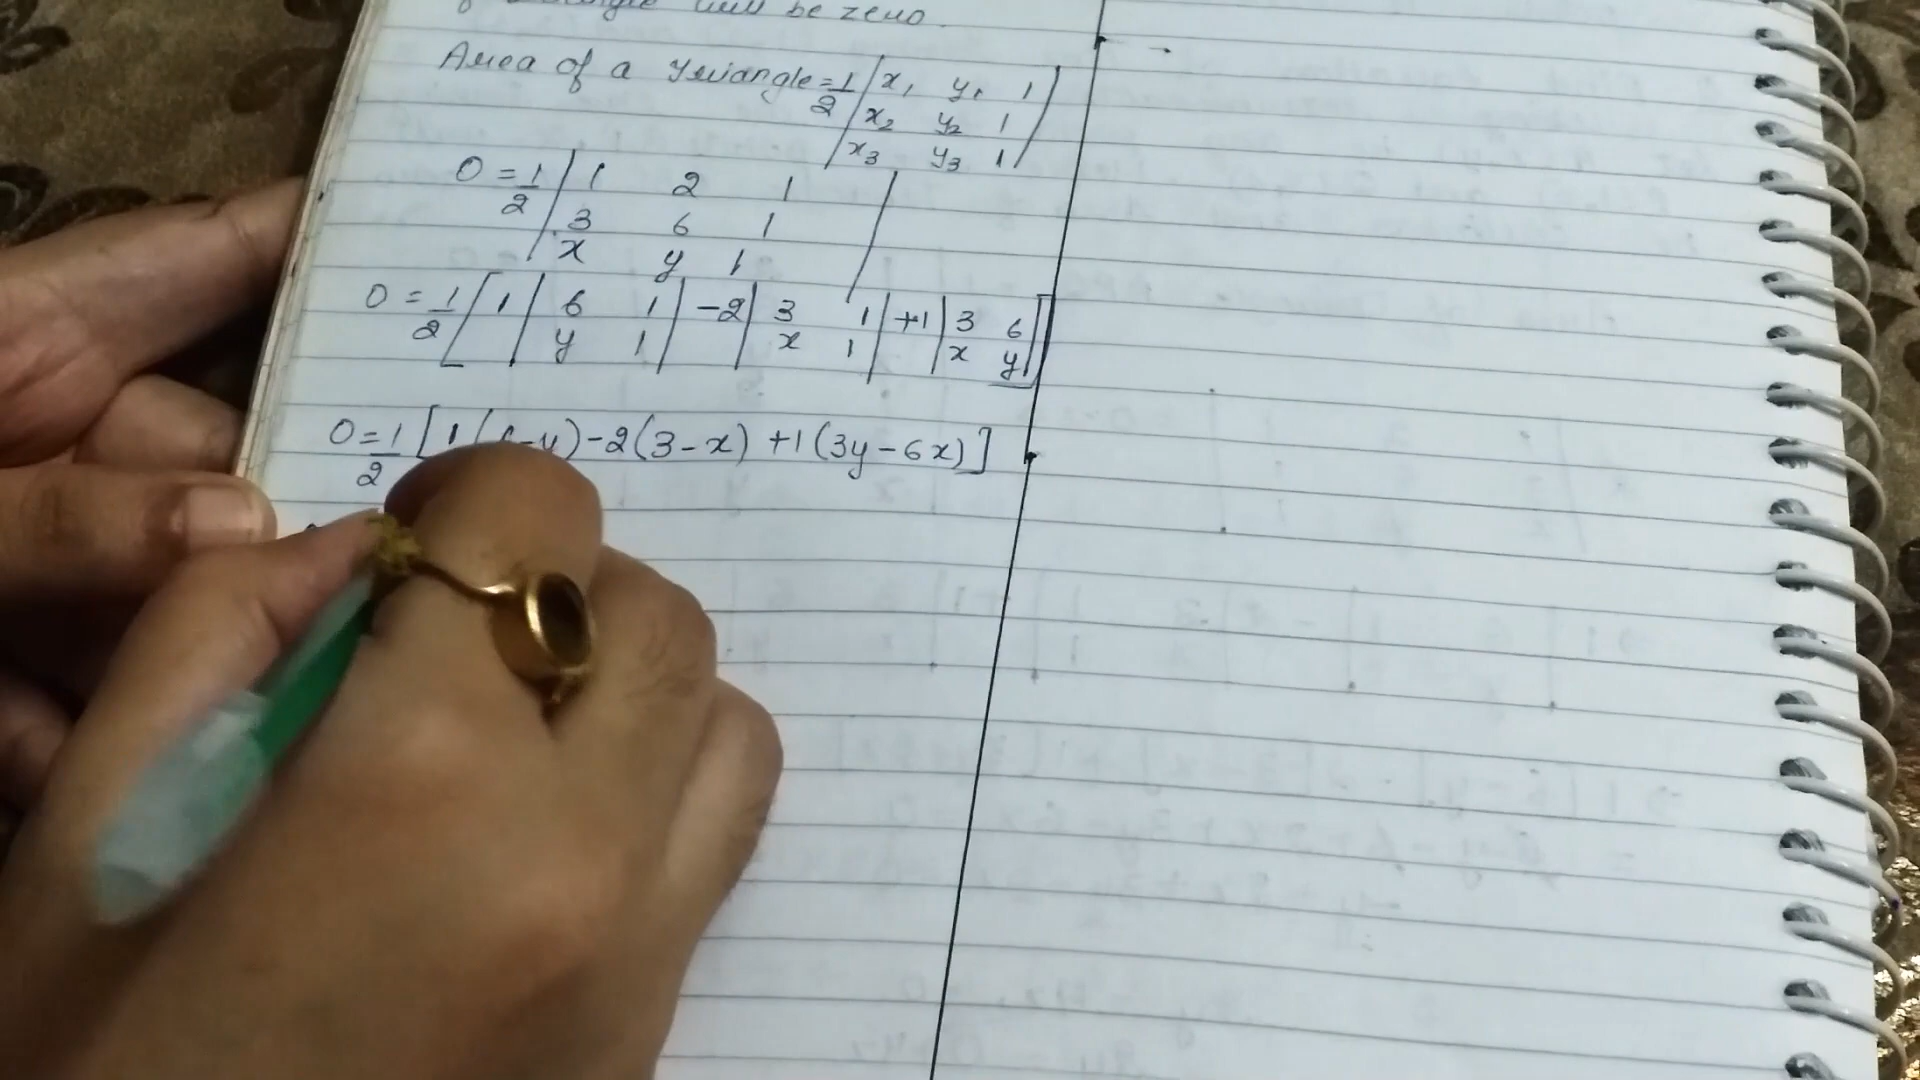 will be zero.
Area of a Triangle = 1/2 | x₁ y₁ 1 |
| x₂ y₂ 1 |
| x₃ y₃ 1 |
0 = 1/2 | 1 2 1 |
| 3 6 1 |
| x y 1 |
0 = 1/2 [ 1 | 6 1 | -2 | 3 1 | +1 | 3 6 | ]
| y 1 | | x 1 | | x y |
0 = 1/2 [ 1 ( -y) -2(3-x) +1(3y-6x) ]